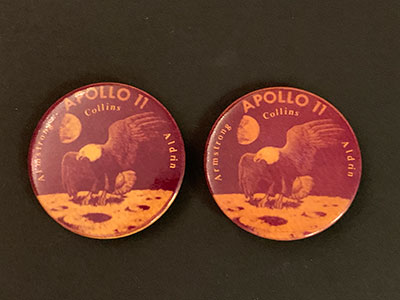 APOLLO 11
Armstrong
Collins
Aldrin
APOLLO 11
Armstrong
Collins
Aldrin